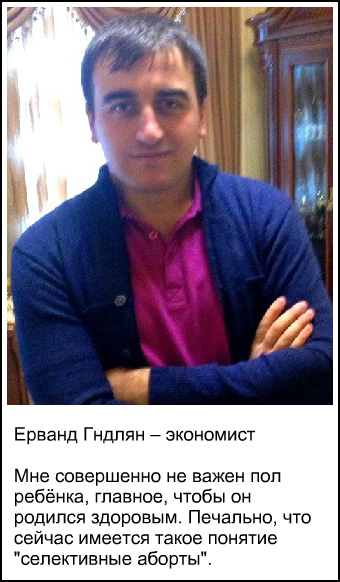 Ерванд Гндлян – экономист
Мне совершенно не важен пол
ребёнка, главное, чтобы он
родился здоровым. Печально, что
сейчас имеется такое понятие
"селективные аборты".